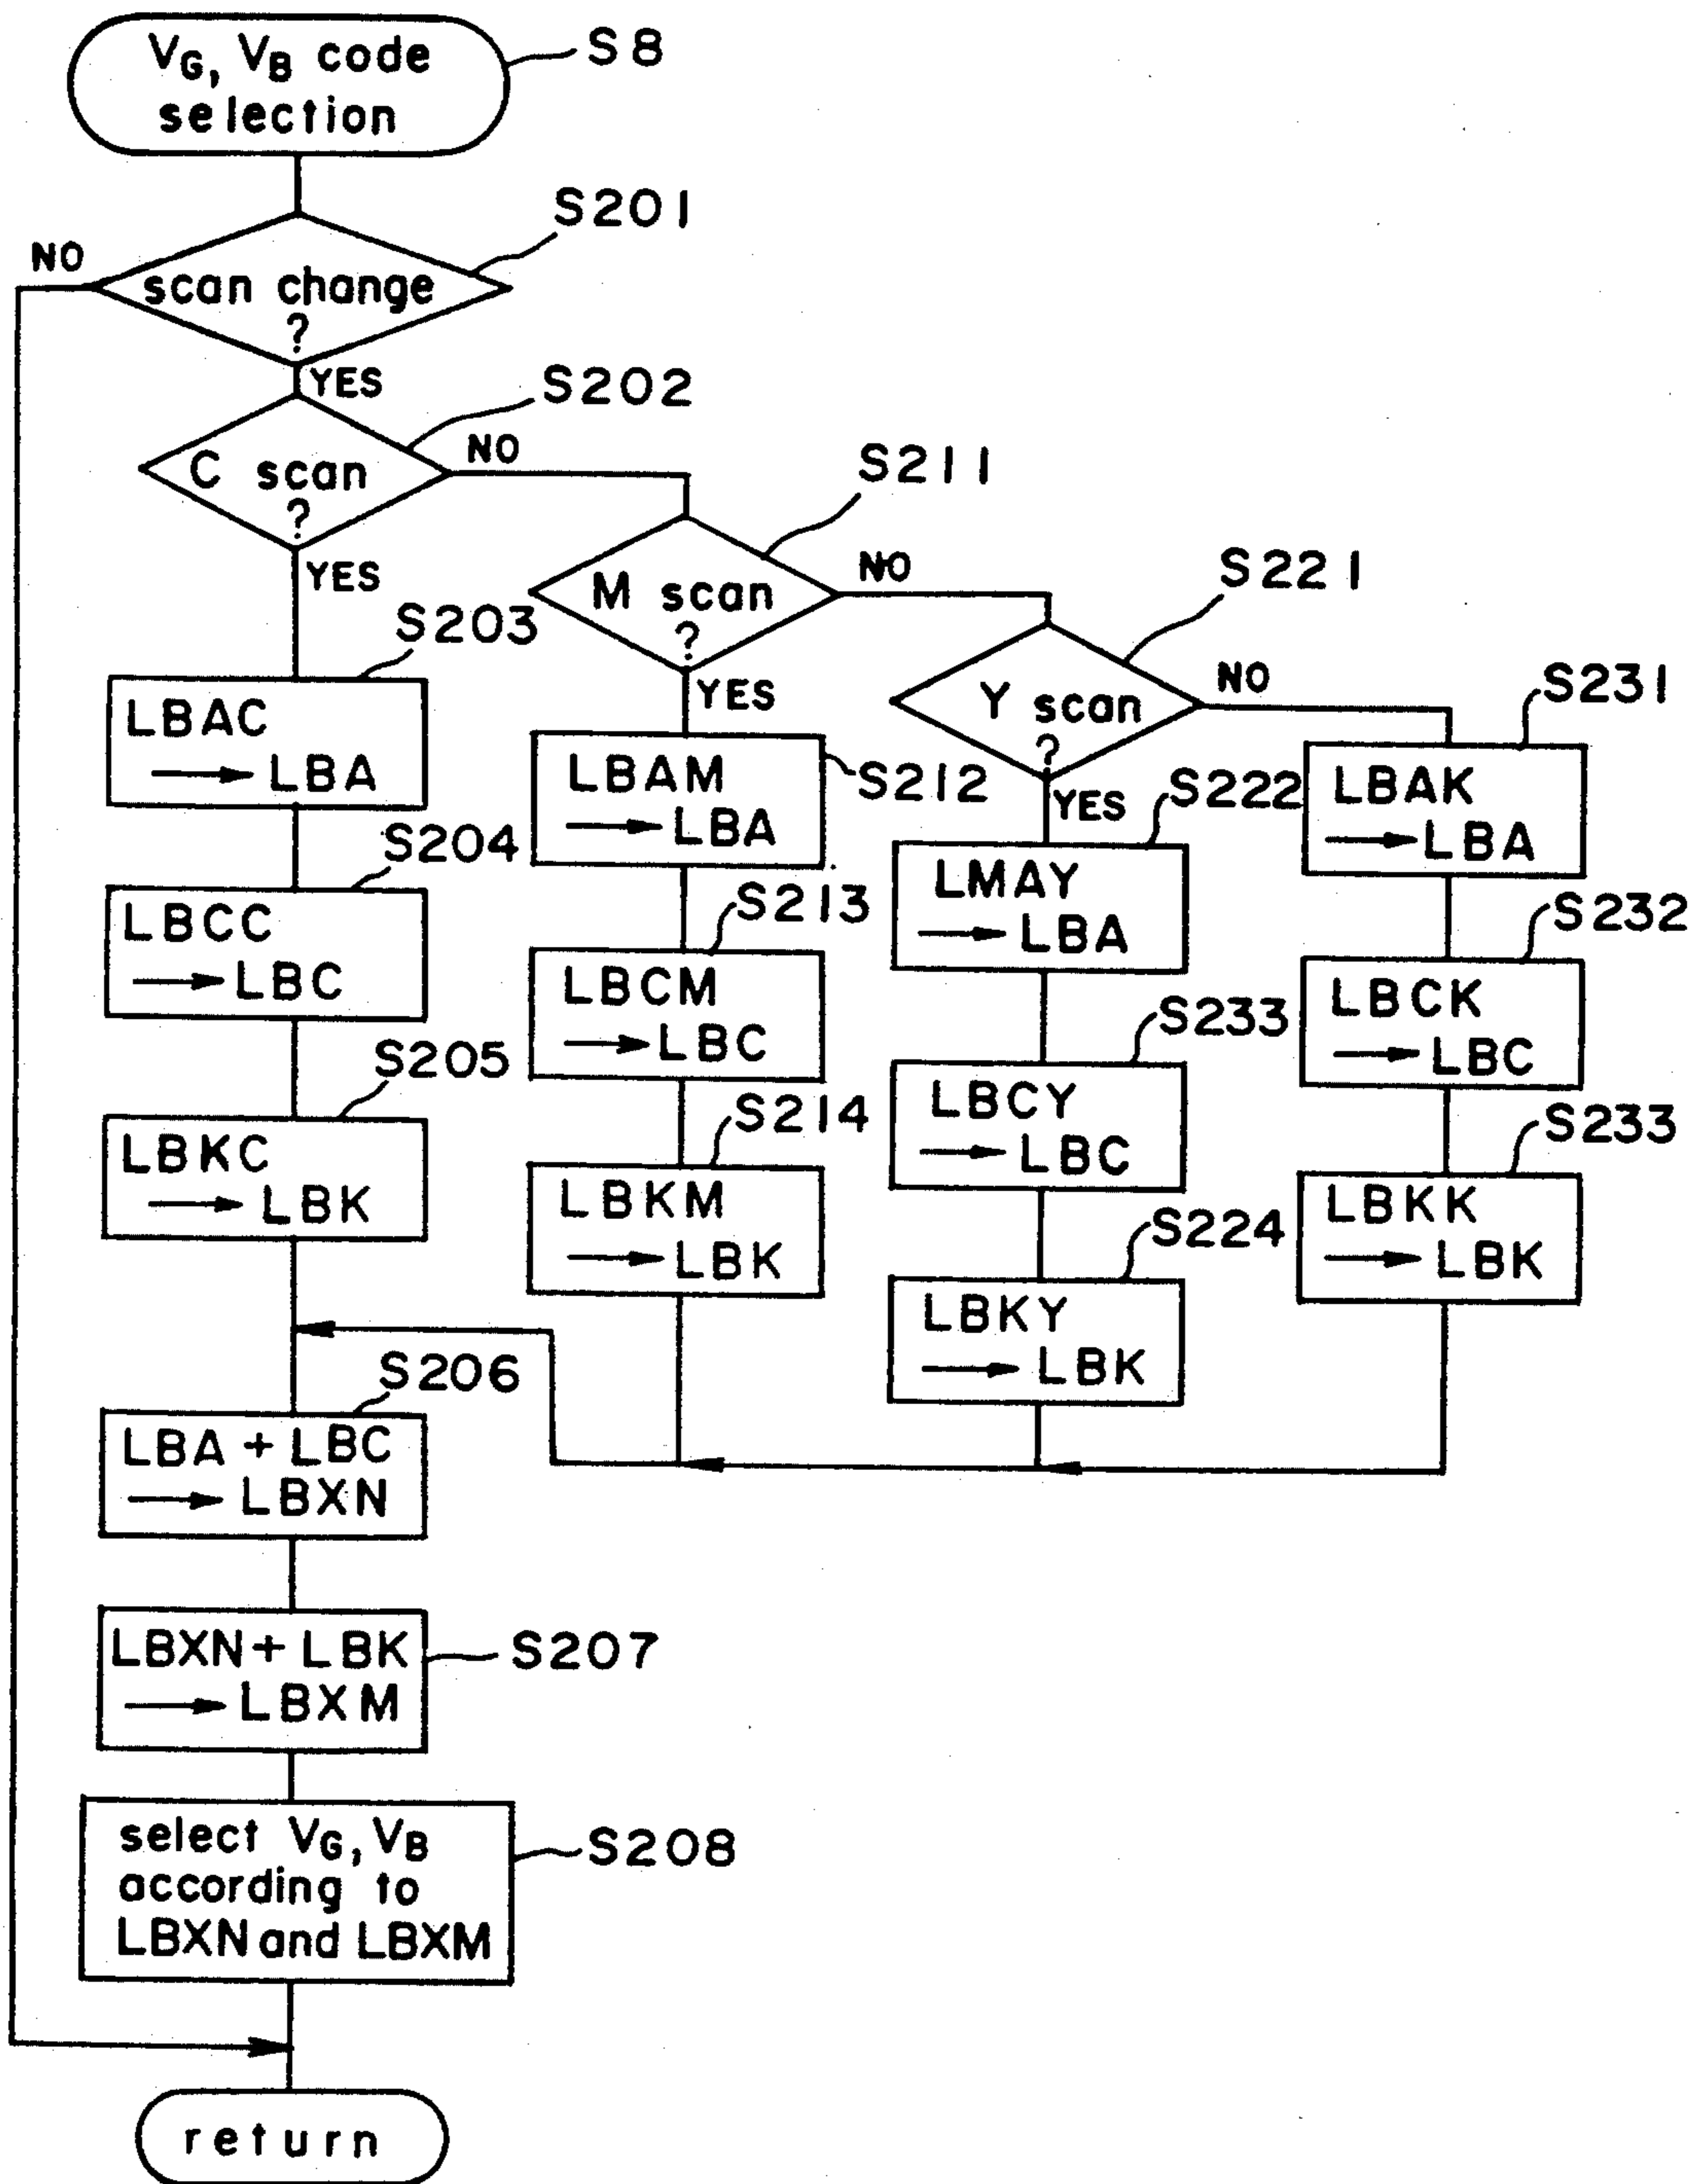 VG, VB code
selection
S8
S201
NO
scan change
?
YES
S202
C scan
?
NO
YES
S211
M scan
?
NO
YES
S221
Y scan
?
NO
YES
S203
LBAC
→ LBA
S204
LBCC
→ LBC
S205
LBKC
→ LBK
S212
LBAM
→ LBA
S213
LBCM
→ LBC
S214
LBKM
→ LBK
S222
LMAY
→ LBA
S233
LBCY
→ LBC
S224
LBKY
→ LBK
S231
LBAK
→ LBA
S232
LBCK
→ LBC
S233
LBKK
→ LBK
S206
LBA + LBC
→ LBXN
LBXN + LBK
→ LBXM
S207
select VG, VB
according to
LBXN and LBXM
S208
return